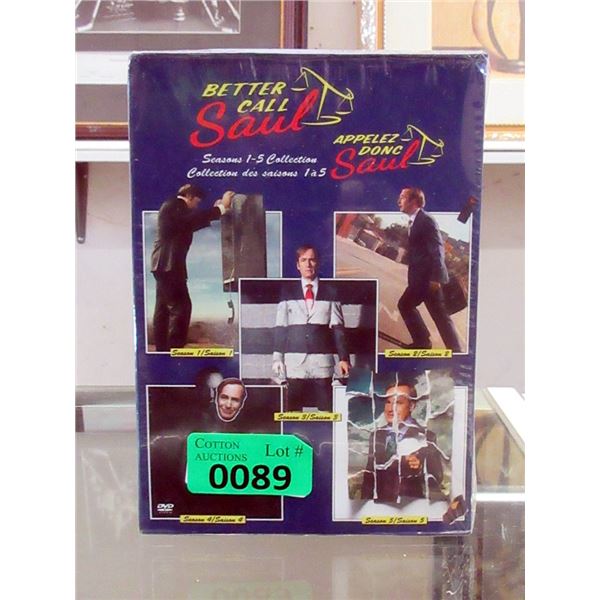 BETTER
CALL
Saul
APPELEZ
DONC
Saul
Seasons 1-5 Collection
Collection des saisons 1 à 5
Season 1/Saison 1
Season 2/Saison 2
Season 3/Saison 3
Season 4/Saison 4
Season 5/Saison 5
COTTON
AUCTIONS
Lot #
0089
DVD